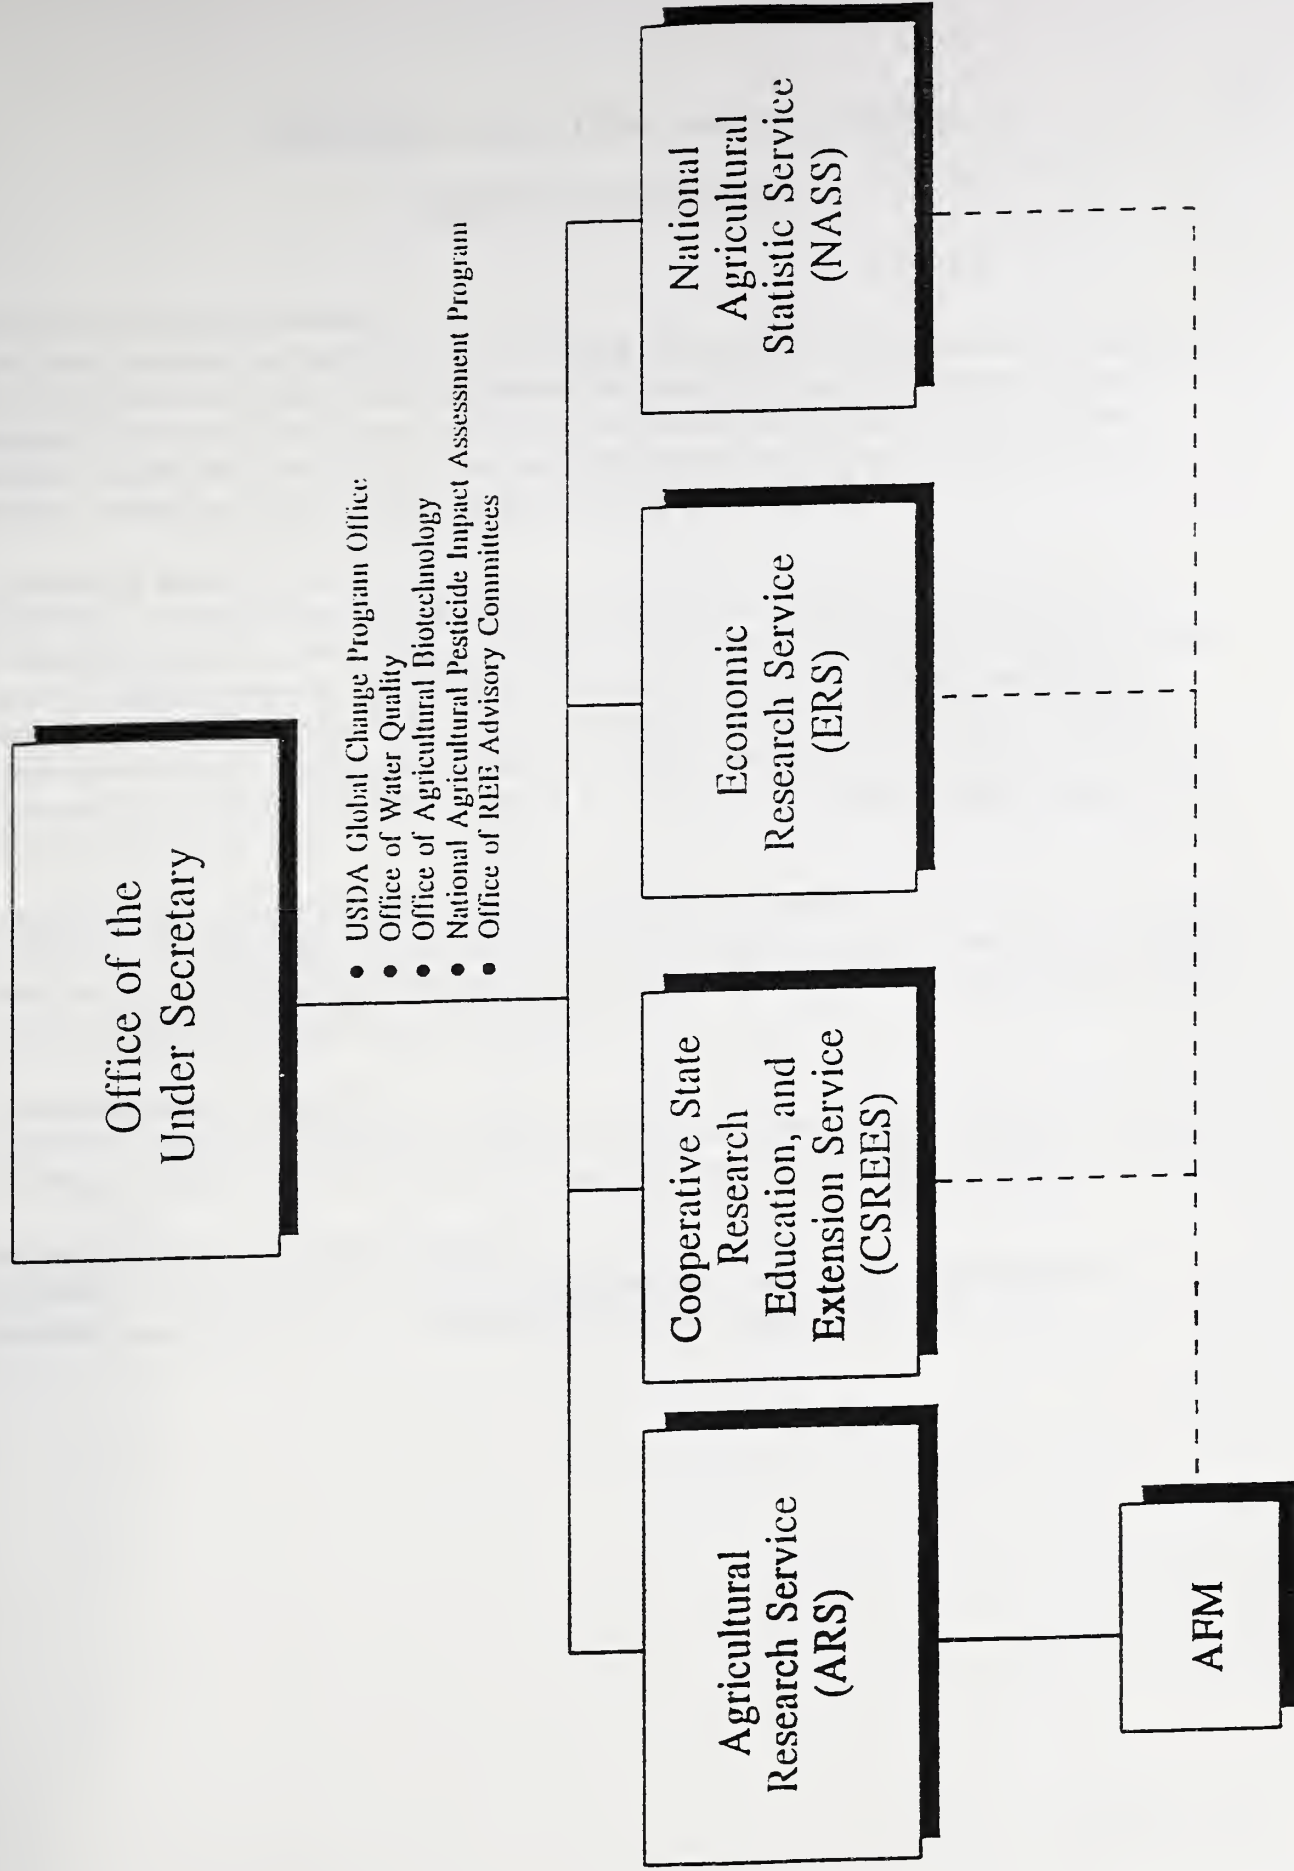 Office of the
Under Secretary
• USDA Global Change Program Office
• Office of Water Quality
• Office of Agricultural Biotechnology
• National Agricultural Pesticide Impact Assessment Program
• Office of REE Advisory Committees
Agricultural
Research Service
(ARS)
Cooperative State
Research
Education, and
Extension Service
(CSREES)
Economic
Research Service
(ERS)
National
Agricultural
Statistic Service
(NASS)
AFM